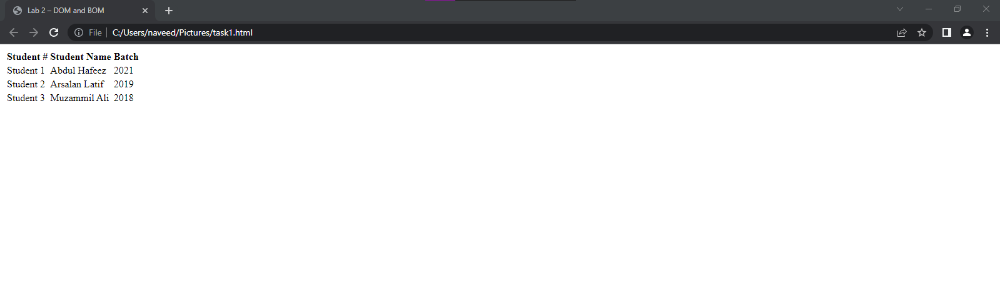 Lab 2 – DOM and BOM
File C:/Users/naveed/Pictures/task1.html
Student # Student Name Batch
Student 1 Abdul Hafeez 2021
Student 2 Arsalan Latif 2019
Student 3 Muzammil Ali 2018